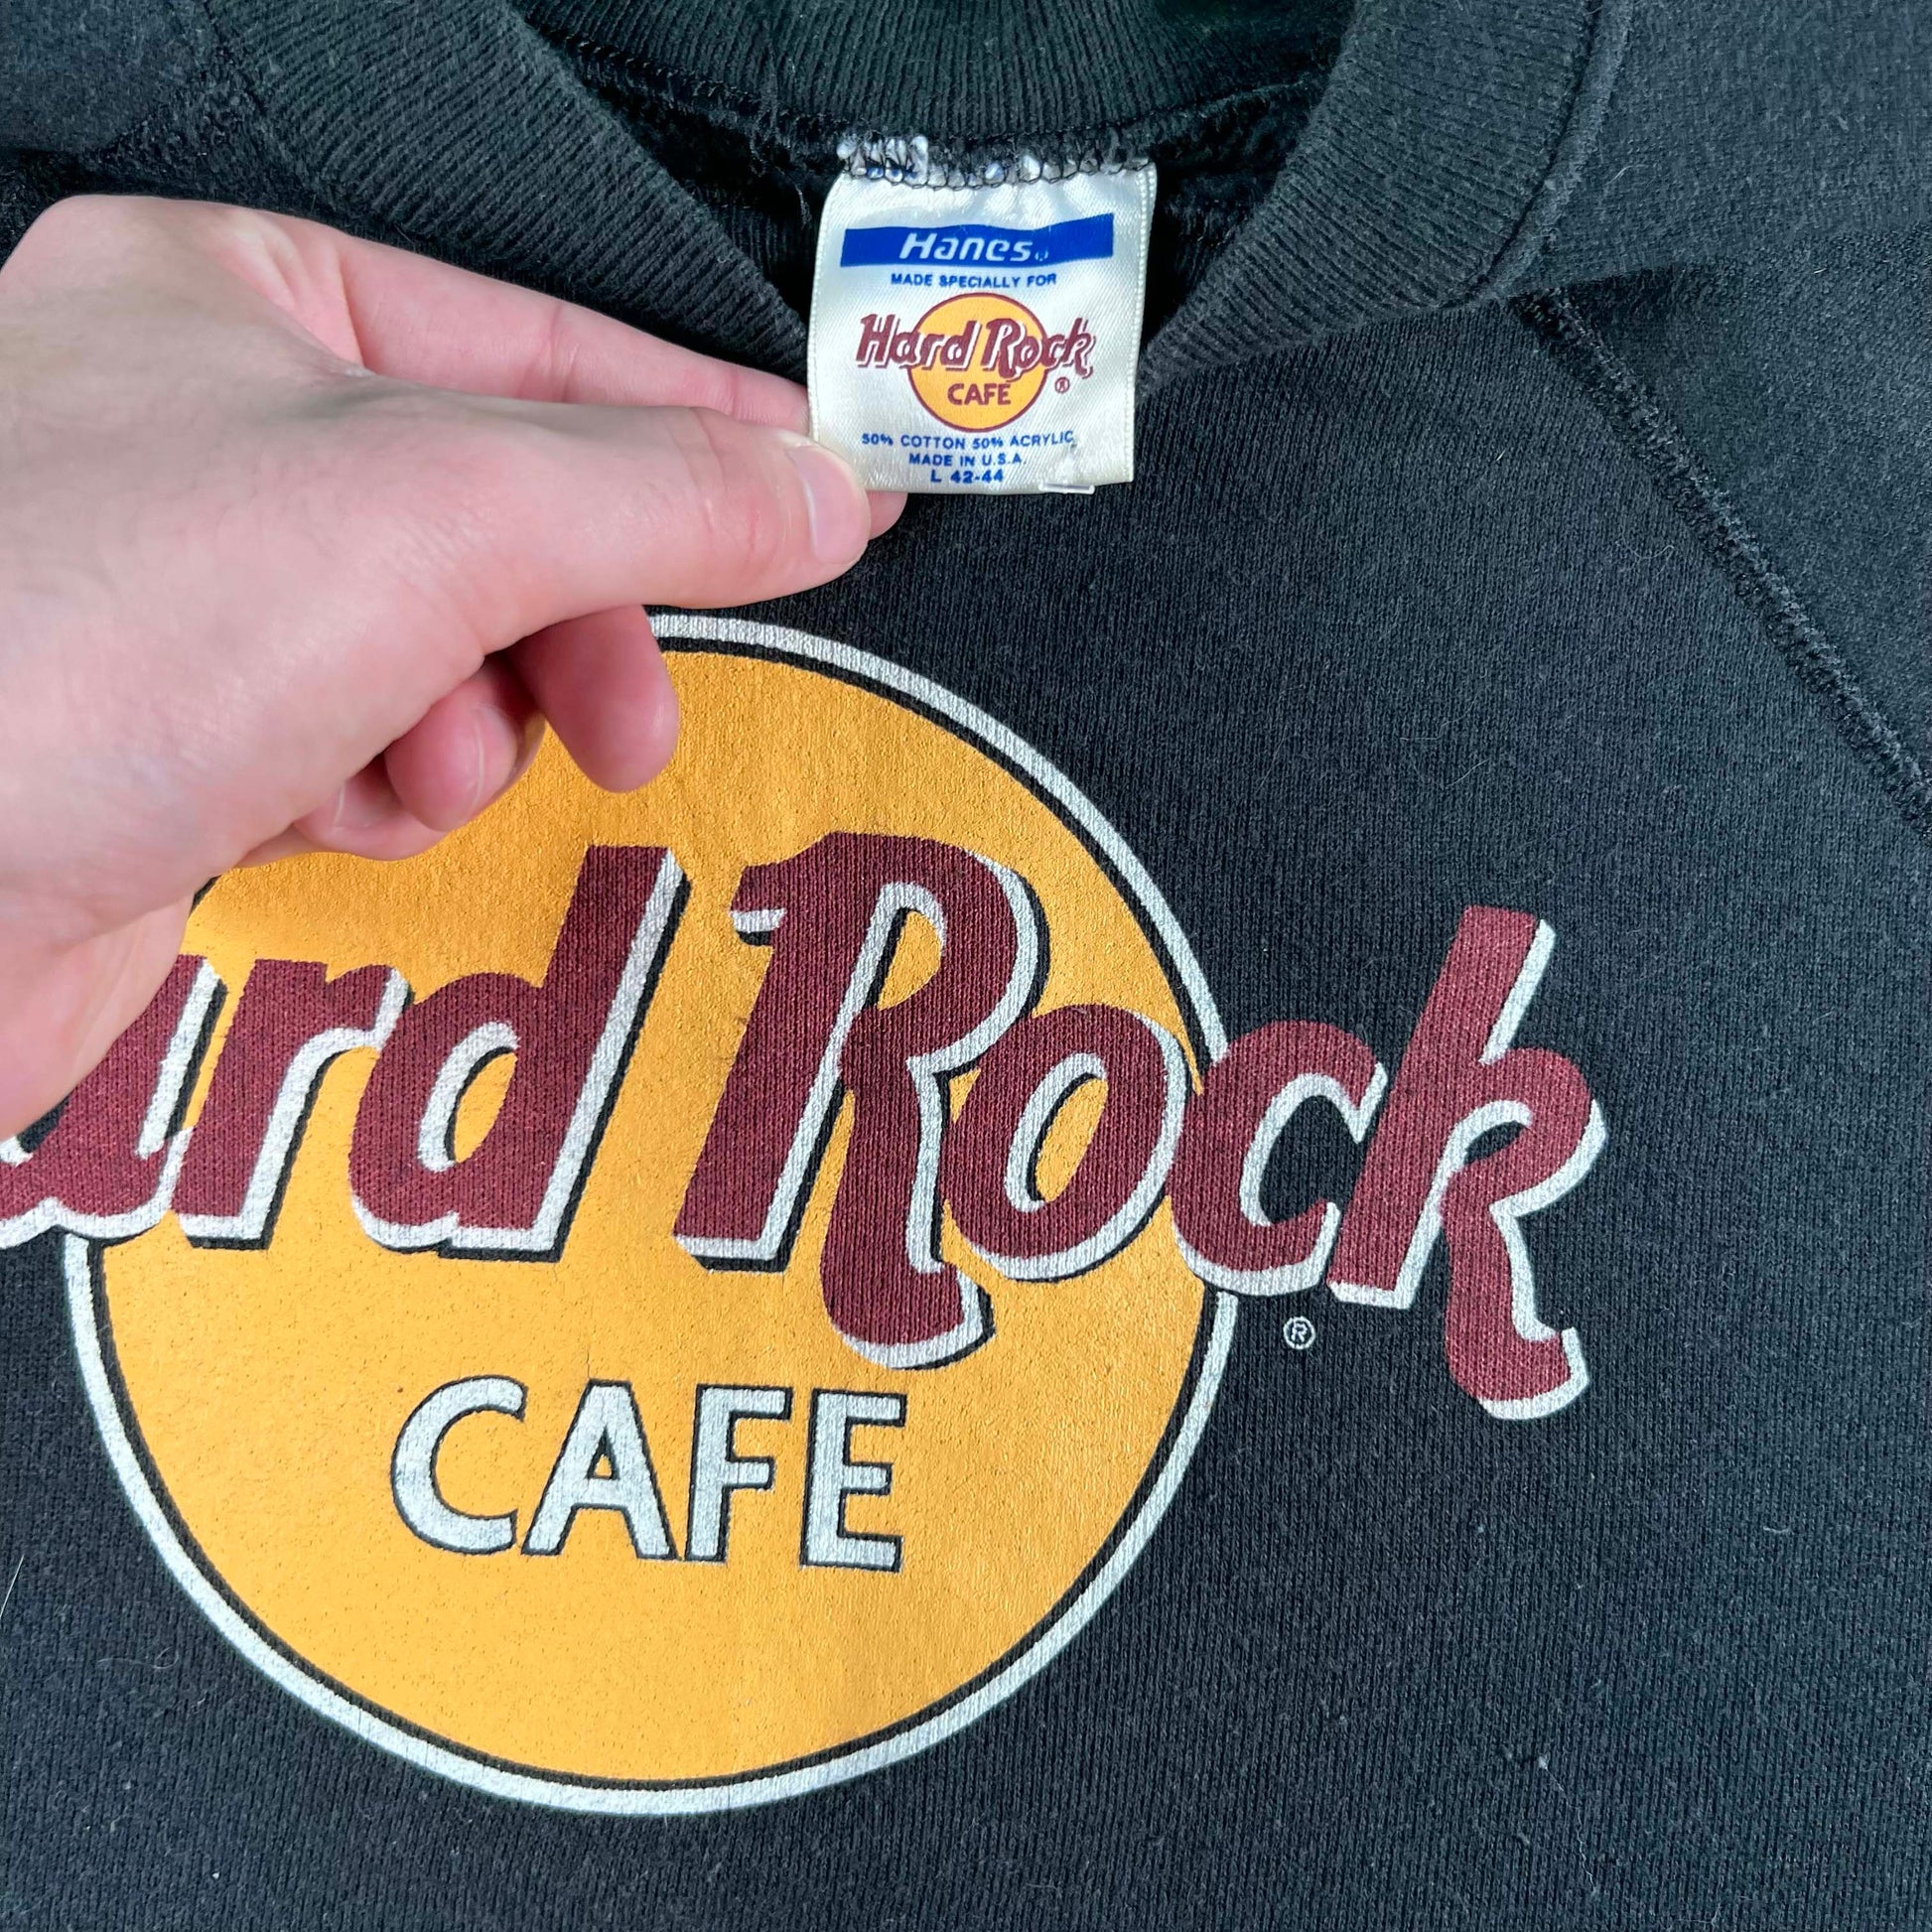 Hanes®
MADE SPECIALLY FOR
Hard Rock
CAFE ®
50% COTTON 50% ACRYLIC
MADE IN U.S.A.
L 42-44
ard Rock
®
CAFE